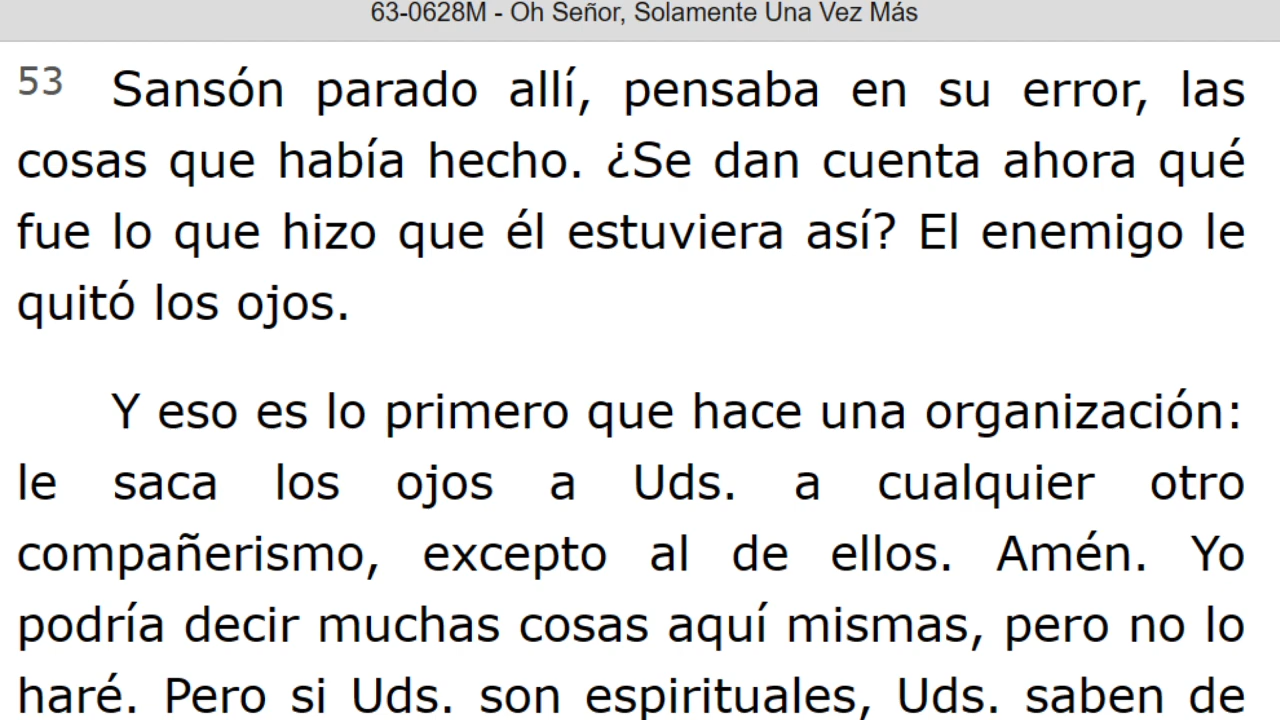 63-0628M - Oh Señor, Solamente Una Vez Más
53 Sansón parado allí, pensaba en su error, las
cosas que había hecho. ¿Se dan cuenta ahora qué
fue lo que hizo que él estuviera así? El enemigo le
quitó los ojos.
Y eso es lo primero que hace una organización:
le saca los ojos a Uds. a cualquier otro
compañerismo, excepto al de ellos. Amén. Yo
podría decir muchas cosas aquí mismas, pero no lo
haré. Pero si Uds. son espirituales, Uds. saben de